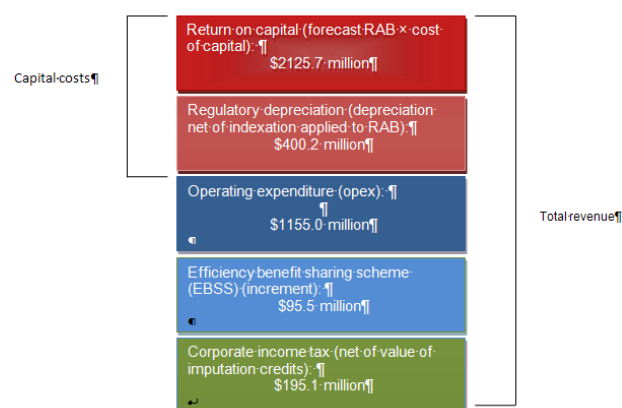 Return on capital (forecast RAB × cost
of capital): ¶
$2125.7 million¶
Capital costs¶
Regulatory depreciation (depreciation
net of indexation applied to RAB):¶
$400.2 million¶
Operating expenditure (opex): ¶
¶
$1155.0 million¶
¶
Total revenue¶
Efficiency benefit sharing scheme
(EBSS) (increment): ¶
$95.5 million¶
¶
Corporate income tax (net of value of
imputation credits): ¶
$195.1 million¶
↵